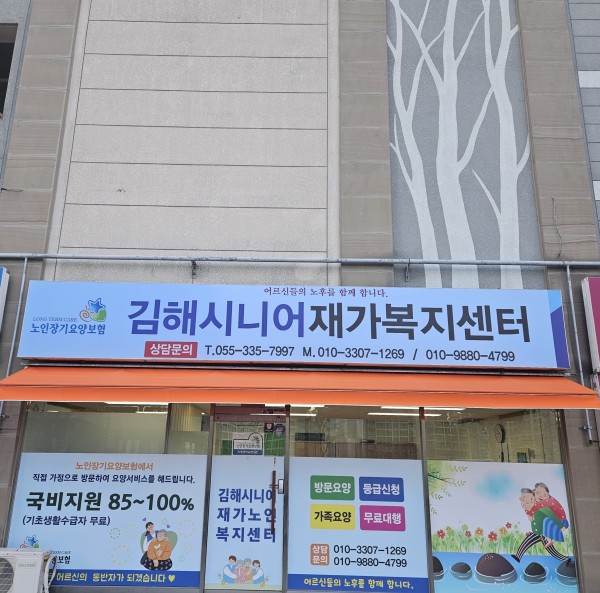 어르신들의 노후를 함께 합니다.
LONG TERM CARE
노인장기요양보험
김해시니어재가복지센터
상담문의 T.055-335-7997 M.010-3307-1269 / 010-9880-4799
노인장기요양보험에서
직접 가정으로 방문하여 요양서비스를 해드립니다.
국비지원 85~100%
(기초생활수급자 무료)
어르신의 동반자가 되겠습니다
김해시니어
재가노인
복지센터
방문요양 등급신청
가족요양 무료대행
상담
문의
010-3307-1269
010-9880-4799
어르신들의 노후를 함께 합니다.